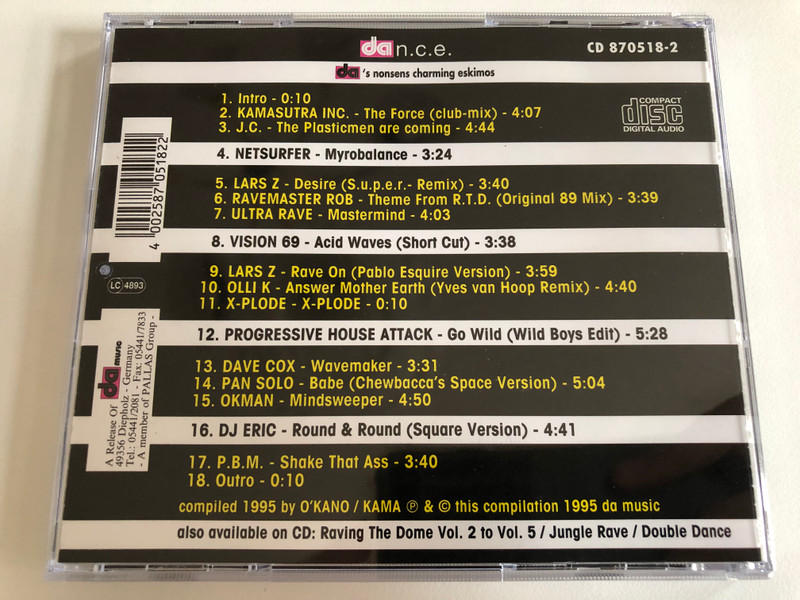 da n.c.e.
CD 870518-2
da 's nonsens charming eskimos
1. Intro - 0:10
2. KAMASUTRA INC. - The Force (club-mix) - 4:07
3. J.C. - The Plasticmen are coming - 4:44
COMPACT
disc
DIGITAL AUDIO
4. NETSURFER - Myrobalance - 3:24
5. LARS Z - Desire (S.u.p.e.r.- Remix) - 3:40
6. RAVEMASTER ROB - Theme From R.T.D. (Original 89 Mix) - 3:39
7. ULTRA RAVE - Mastermind - 4:03
8. VISION 69 - Acid Waves (Short Cut) - 3:38
9. LARS Z - Rave On (Pablo Esquire Version) - 3:59
10. OLLI K - Answer Mother Earth (Yves van Hoop Remix) - 4:40
11. X-PLODE - X-PLODE - 0:10
12. PROGRESSIVE HOUSE ATTACK - Go Wild (Wild Boys Edit) - 5:28
13. DAVE COX - Wavemaker - 3:31
14. PAN SOLO - Babe (Chewbacca's Space Version) - 5:04
15. OKMAN - Mindsweeper - 4:50
16. DJ ERIC - Round & Round (Square Version) - 4:41
17. P.B.M. - Shake That Ass - 3:40
18. Outro - 0:10
compiled 1995 by O'KANO / KAMA ℗ & © this compilation 1995 da music
also available on CD: Raving The Dome Vol. 2 to Vol. 5 / Jungle Rave / Double Dance
4 002587 051822
LC 4893
A Release Of da music
49356 Diepholz - Germany
Tel.: 05441/2081 - Fax: 05441/7833
- A member of PALLAS Group -